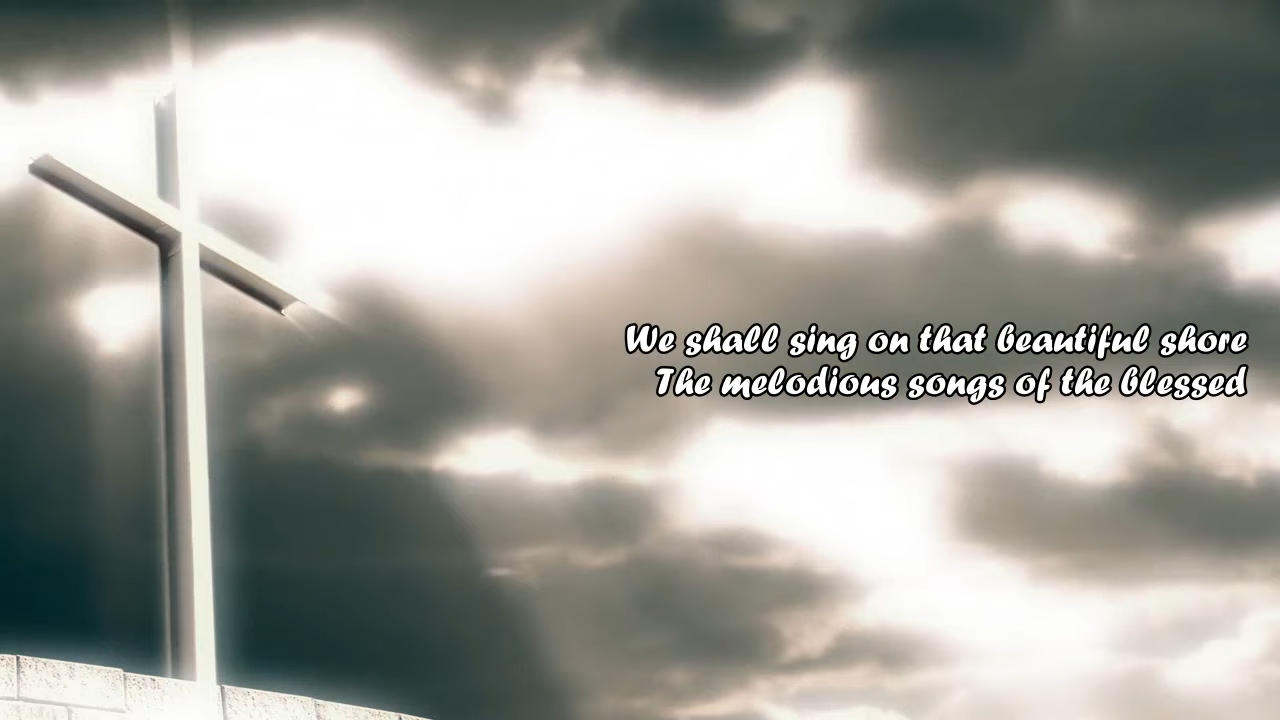 We shall sing on that beautiful shore
The melodious songs of the blessed